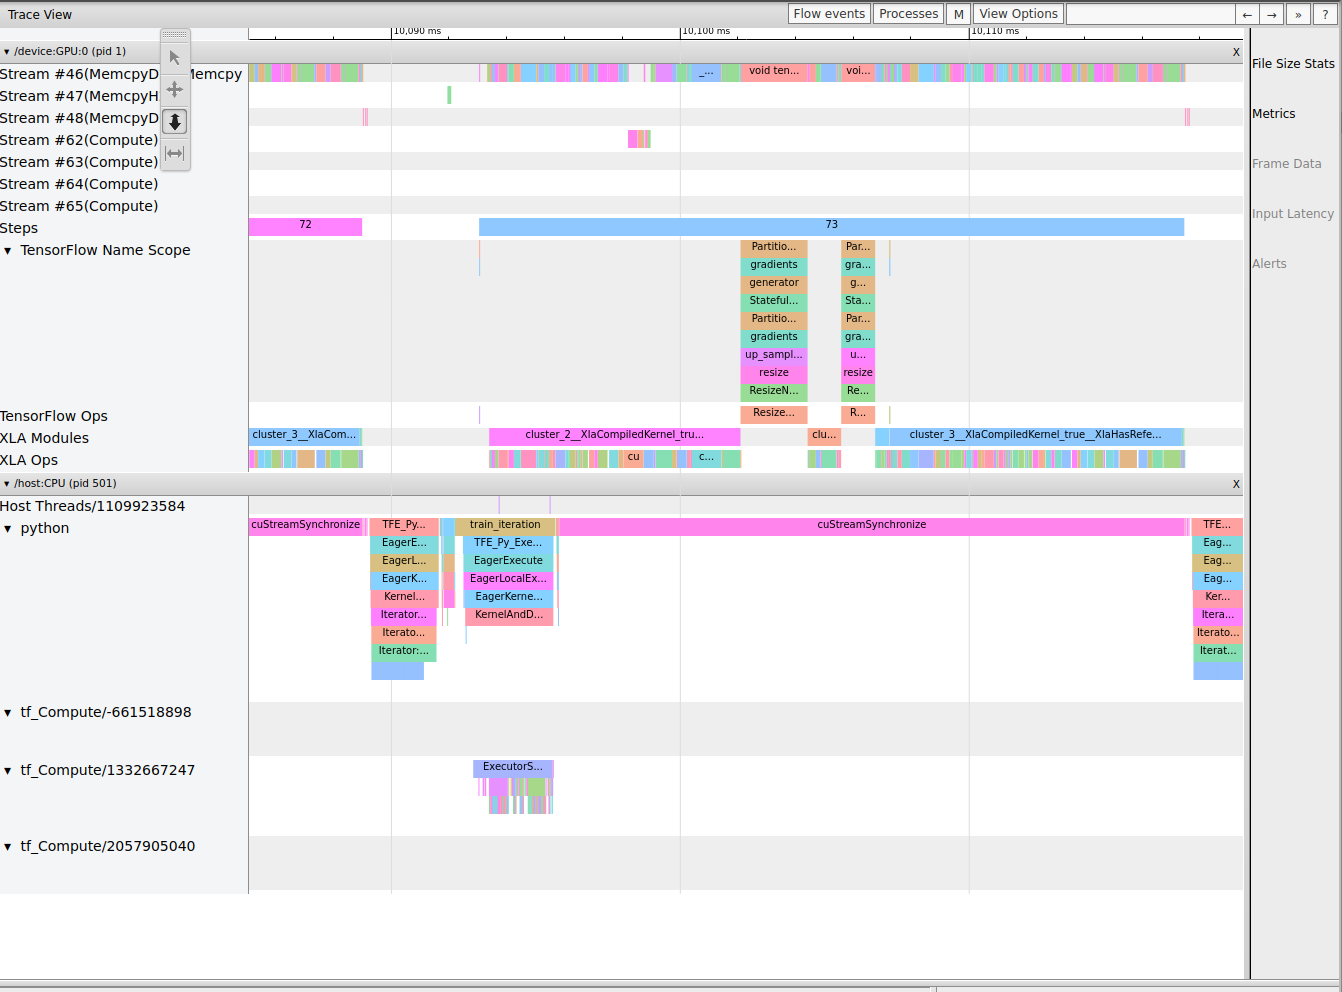 Trace View
Flow events
Processes
M
View Options
←
→
»
?
10,090 ms
10,100 ms
10,110 ms
/device:GPU:0 (pid 1)
X
File Size Stats
Metrics
Frame Data
Input Latency
Alerts
Stream #46(MemcpyD Memcpy
_...
void ten...
voi...
Stream #47(MemcpyH
Stream #48(MemcpyD
Stream #62(Compute)
Stream #63(Compute)
Stream #64(Compute)
Stream #65(Compute)
Steps
72
73
TensorFlow Name Scope
Partitio...
Par...
gradients
gra...
generator
g...
Stateful...
Sta...
Partitio...
Par...
gradients
gra...
up_sampl...
u...
resize
resize
ResizeN...
Re...
TensorFlow Ops
Resize...
R...
XLA Modules
cluster_3__XlaCom...
cluster_2__XlaCompiledKernel_tru...
clu...
cluster_3__XlaCompiledKernel_true__XlaHasRefe...
XLA Ops
cu
c...
/host:CPU (pid 501)
X
Host Threads/1109923584
python
cuStreamSynchronize
TFE_Py...
train_iteration
cuStreamSynchronize
TFE...
EagerE...
TFE_Py_Exe...
Eag...
EagerL...
EagerExecute
Eag...
EagerK...
EagerLocalEx...
Eag...
Kernel...
EagerKerne...
Ker...
Iterator...
KernelAndD...
Itera...
Iterato...
Iterato...
Iterator:...
Iterat...
tf_Compute/-661518898
tf_Compute/1332667247
ExecutorS...
tf_Compute/2057905040